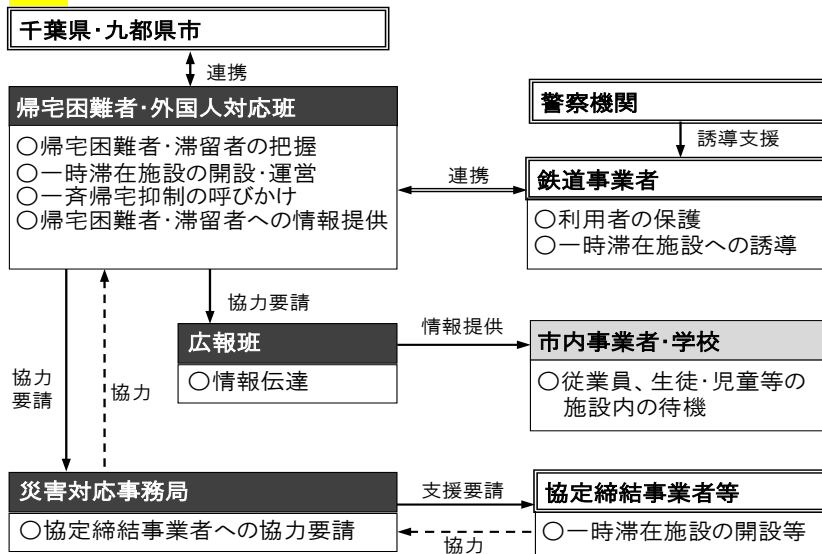 千葉県・九都県市
連携
帰宅困難者・外国人対応班
○帰宅困難者・滞留者の把握
○一時滞在施設の開設・運営
○一斉帰宅抑制の呼びかけ
○帰宅困難者・滞留者への情報提供
警察機関
誘導支援
連携
鉄道事業者
○利用者の保護
○一時滞在施設への誘導
協力要請
広報班
○情報伝達
情報提供
市内事業者・学校
○従業員、生徒・児童等の
施設内の待機
協力
要請
協力
災害対応事務局
○協定締結事業者への協力要請
支援要請
協力
協定締結事業者等
○一時滞在施設の開設等